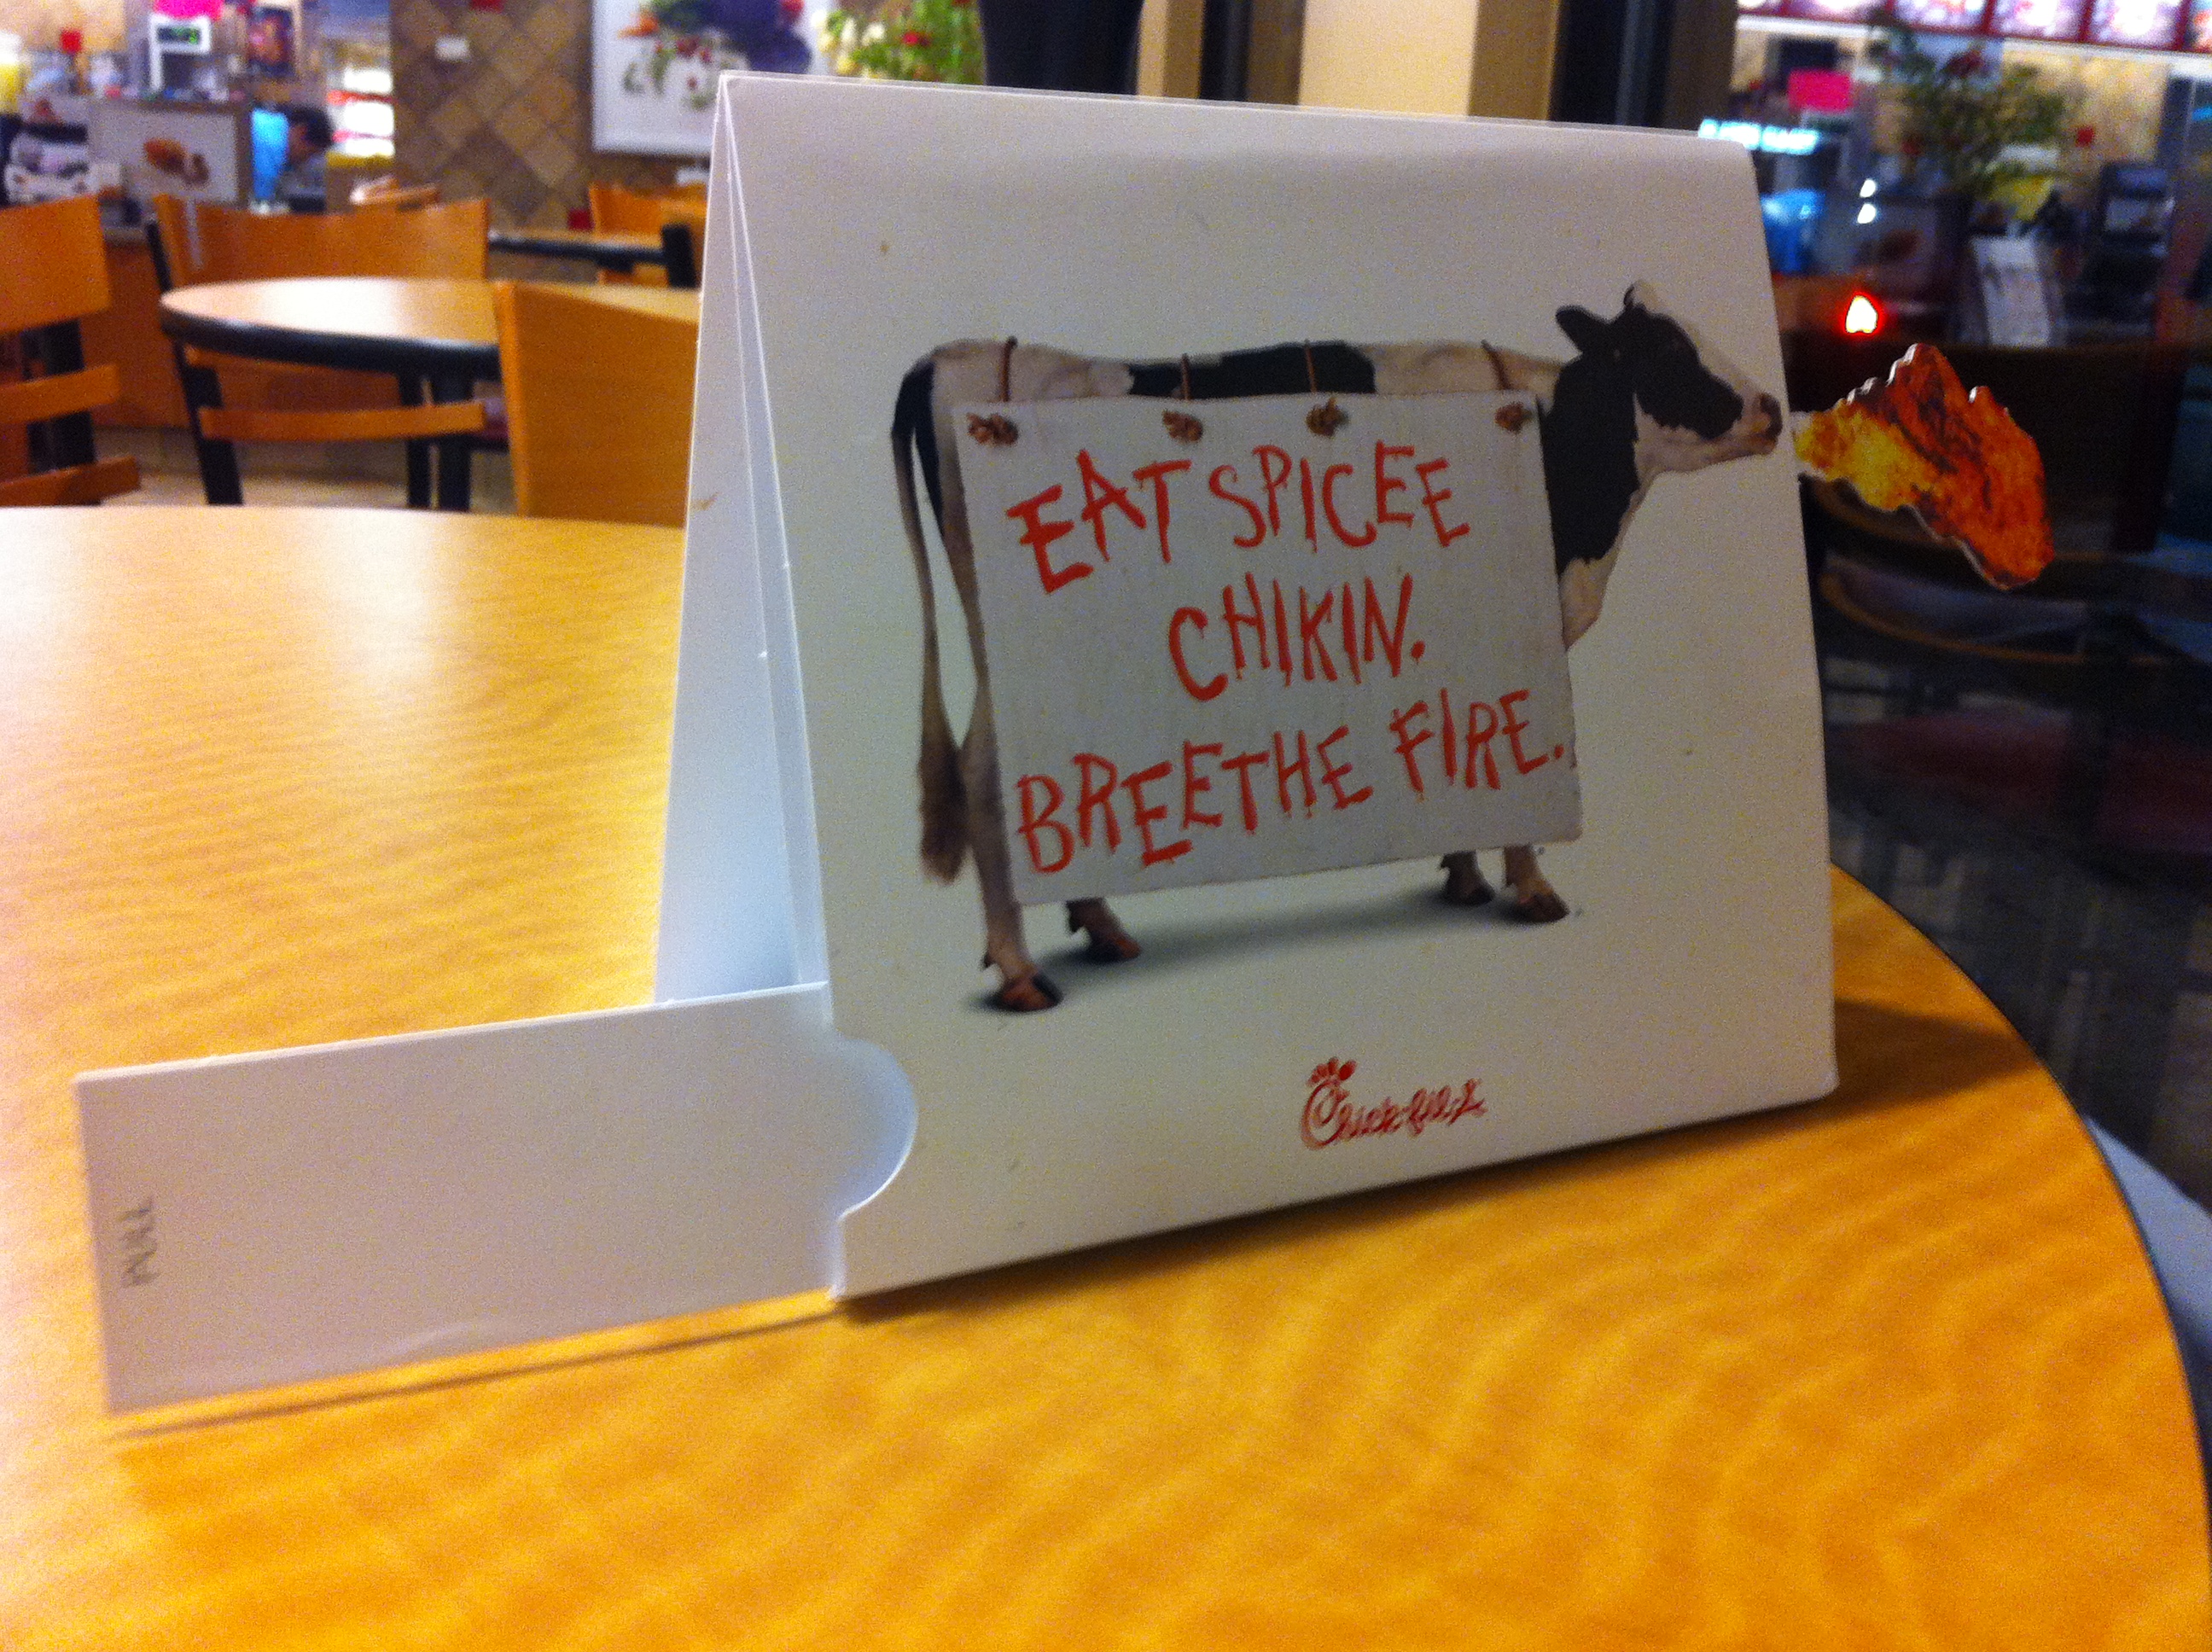 EAT SPICEE
CHIKIN.
BREETHE FIRE.
Chick-fil-A
PULL